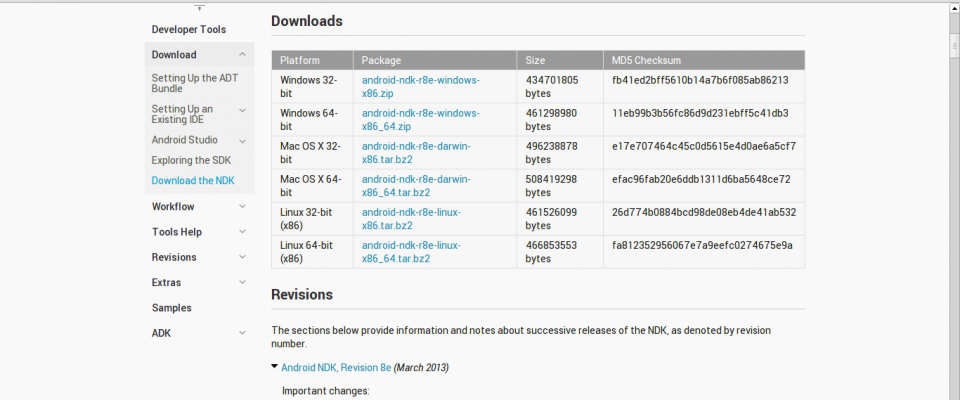 Developer Tools
Download
Setting Up the ADT
Bundle
Setting Up an
Existing IDE
Android Studio
Exploring the SDK
Download the NDK
Workflow
Tools Help
Revisions
Extras
Samples
ADK
Downloads
Platform Package Size MD5 Checksum
Windows 32- android-ndk-r8e-windows- 434701805 fb41ed2bff5610b14a7b6f085ab86213
bit x86.zip bytes
Windows 64- android-ndk-r8e-windows- 461298980 11eb99b3b56fc86d9d231ebff5c41db3
bit x86_64.zip bytes
Mac OS X 32- android-ndk-r8e-darwin- 496238878 e17e707464c45c0d5615e4d0ae6a5cf7
bit x86.tar.bz2 bytes
Mac OS X 64- android-ndk-r8e-darwin- 508419298 efac96fab20e6ddb1311d6ba5648ce72
bit x86_64.tar.bz2 bytes
Linux 32-bit android-ndk-r8e-linux- 461526099 26d774b0884bcd98de08eb4de41ab532
(x86) x86.tar.bz2 bytes
Linux 64-bit android-ndk-r8e-linux- 466853553 fa812352956067e7a9eefc0274675e9a
(x86) x86_64.tar.bz2 bytes
Revisions
The sections below provide information and notes about successive releases of the NDK, as denoted by revision
number.
Android NDK, Revision 8e (March 2013)
Important changes: